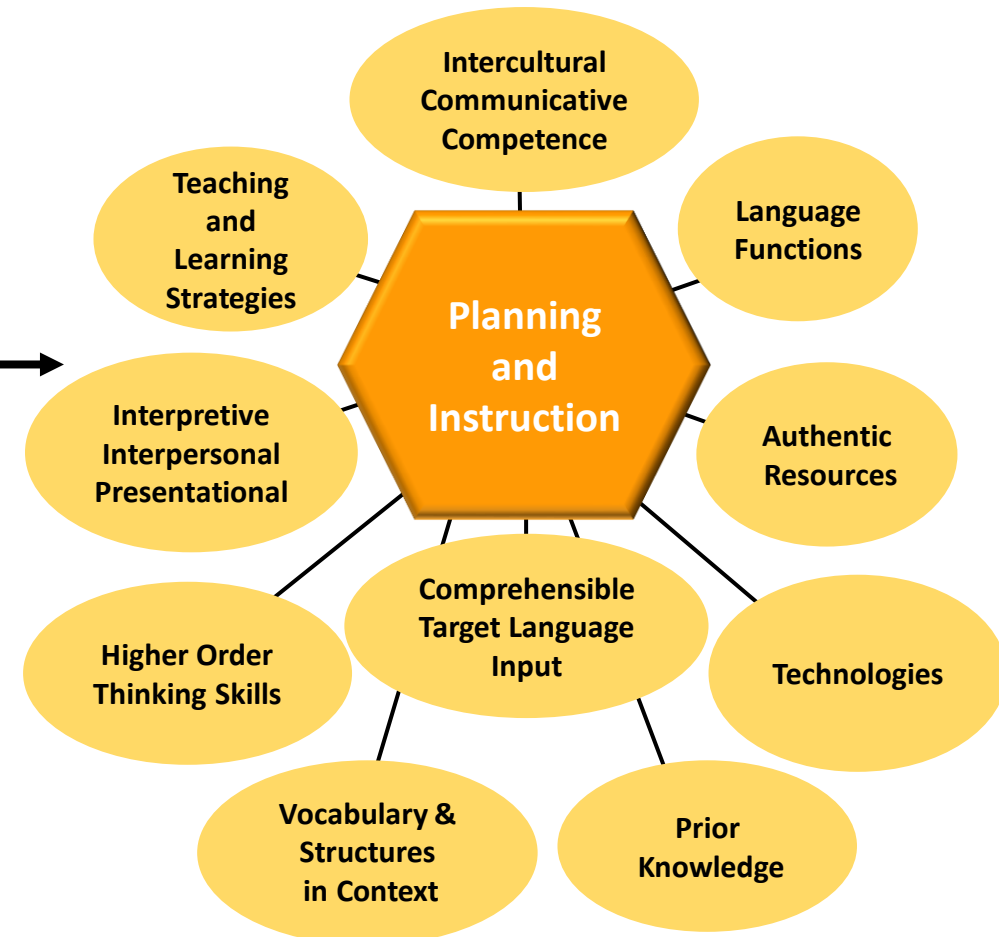 Intercultural
Communicative
Competence
Teaching
and
Learning
Strategies
Language
Functions
Planning
and
Instruction
Interpretive
Interpersonal
Presentational
Authentic
Resources
Comprehensible
Target Language
Input
Higher Order
Thinking Skills
Technologies
Vocabulary &
Structures
in Context
Prior
Knowledge